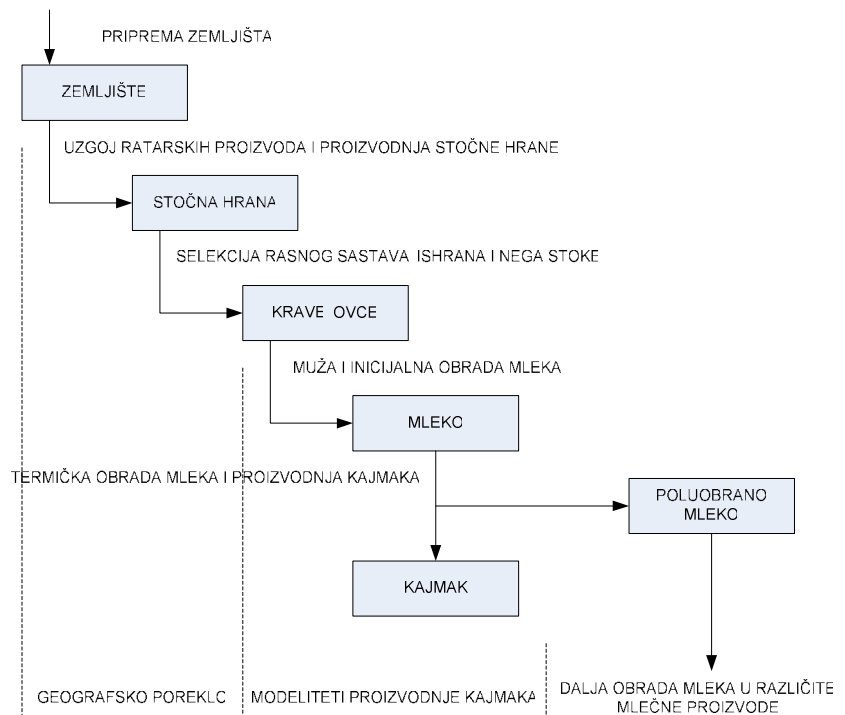 PRIPREMA ZEMLJIŠTA
ZEMLJIŠTE
UZGOJ RATARSKIH PROIZVODA I PROIZVODNJA STOČNE HRANE
STOČNA HRANA
SELEKCIJA RASNOG SASTAVA ISHRANA I NEGA STOKE
KRAVE OVCE
MUŽA I INICIJALNA OBRADA MLEKA
MLEKO
TERMIČKA OBRADA MLEKA I PROIZVODNJA KAJMAKA
POLUOBRANO
MLEKO
KAJMAK
GEOGRAFSKO POREKLO
MODELITETI PROIZVODNJE KAJMAKA
DALJA OBRADA MLEKA U RAZLIČITE
MLEČNE PROIZVODE